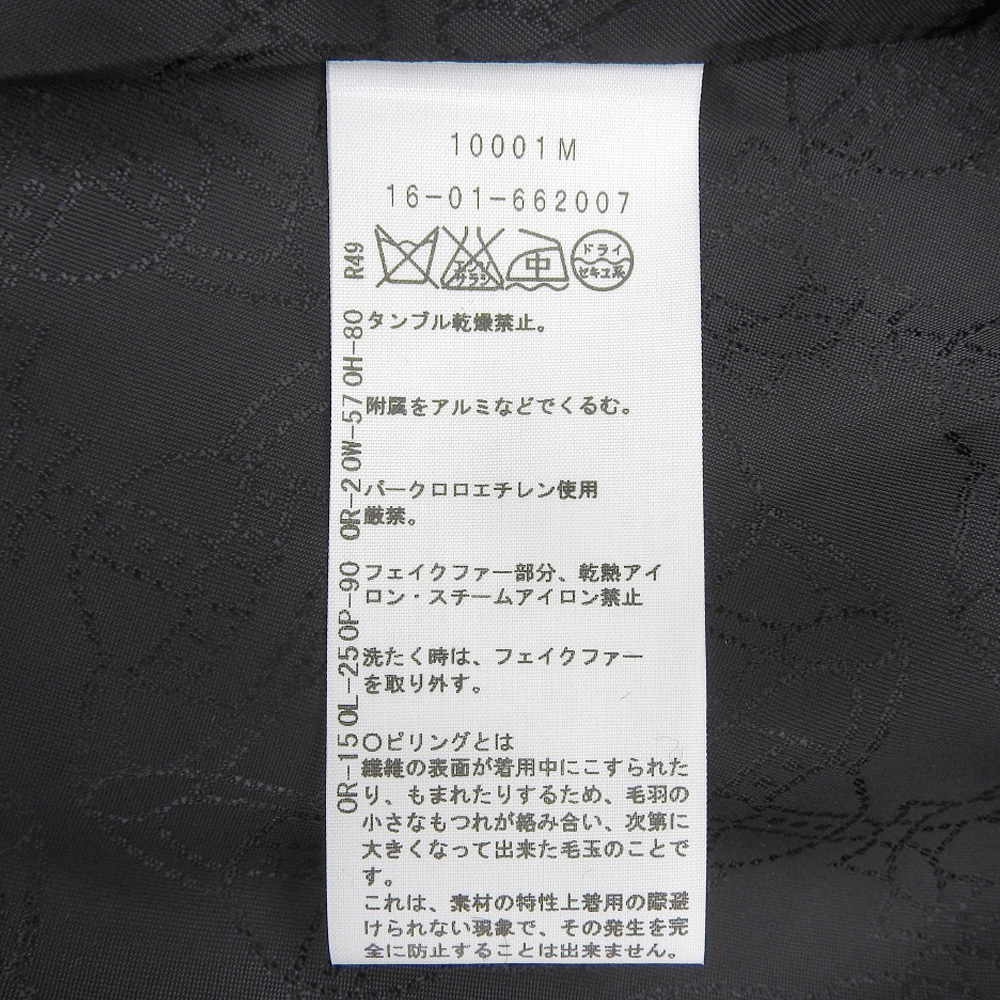 10001M
16-01-662007
エンソ
サラシ
中
ドライ
セキユ系
タンブル乾燥禁止。
附属をアルミなどでくるむ。
パークロロエチレン使用
厳禁。
フェイクファー部分、乾熱アイ
ロン・スチームアイロン禁止
洗たく時は、フェイクファー
を取り外す。
○ピリングとは
繊維の表面が着用中にこすられた
り、もまれたりするため、毛羽の
小さなもつれが絡み合い、次第に
大きくなって出来た毛玉のことで
す。
これは、素材の特性上着用の際避
けられない現象で、その発生を完
全に防止することは出来ません。
OR-15OL-25OP-90 OR-2OW-57OH-80 R49